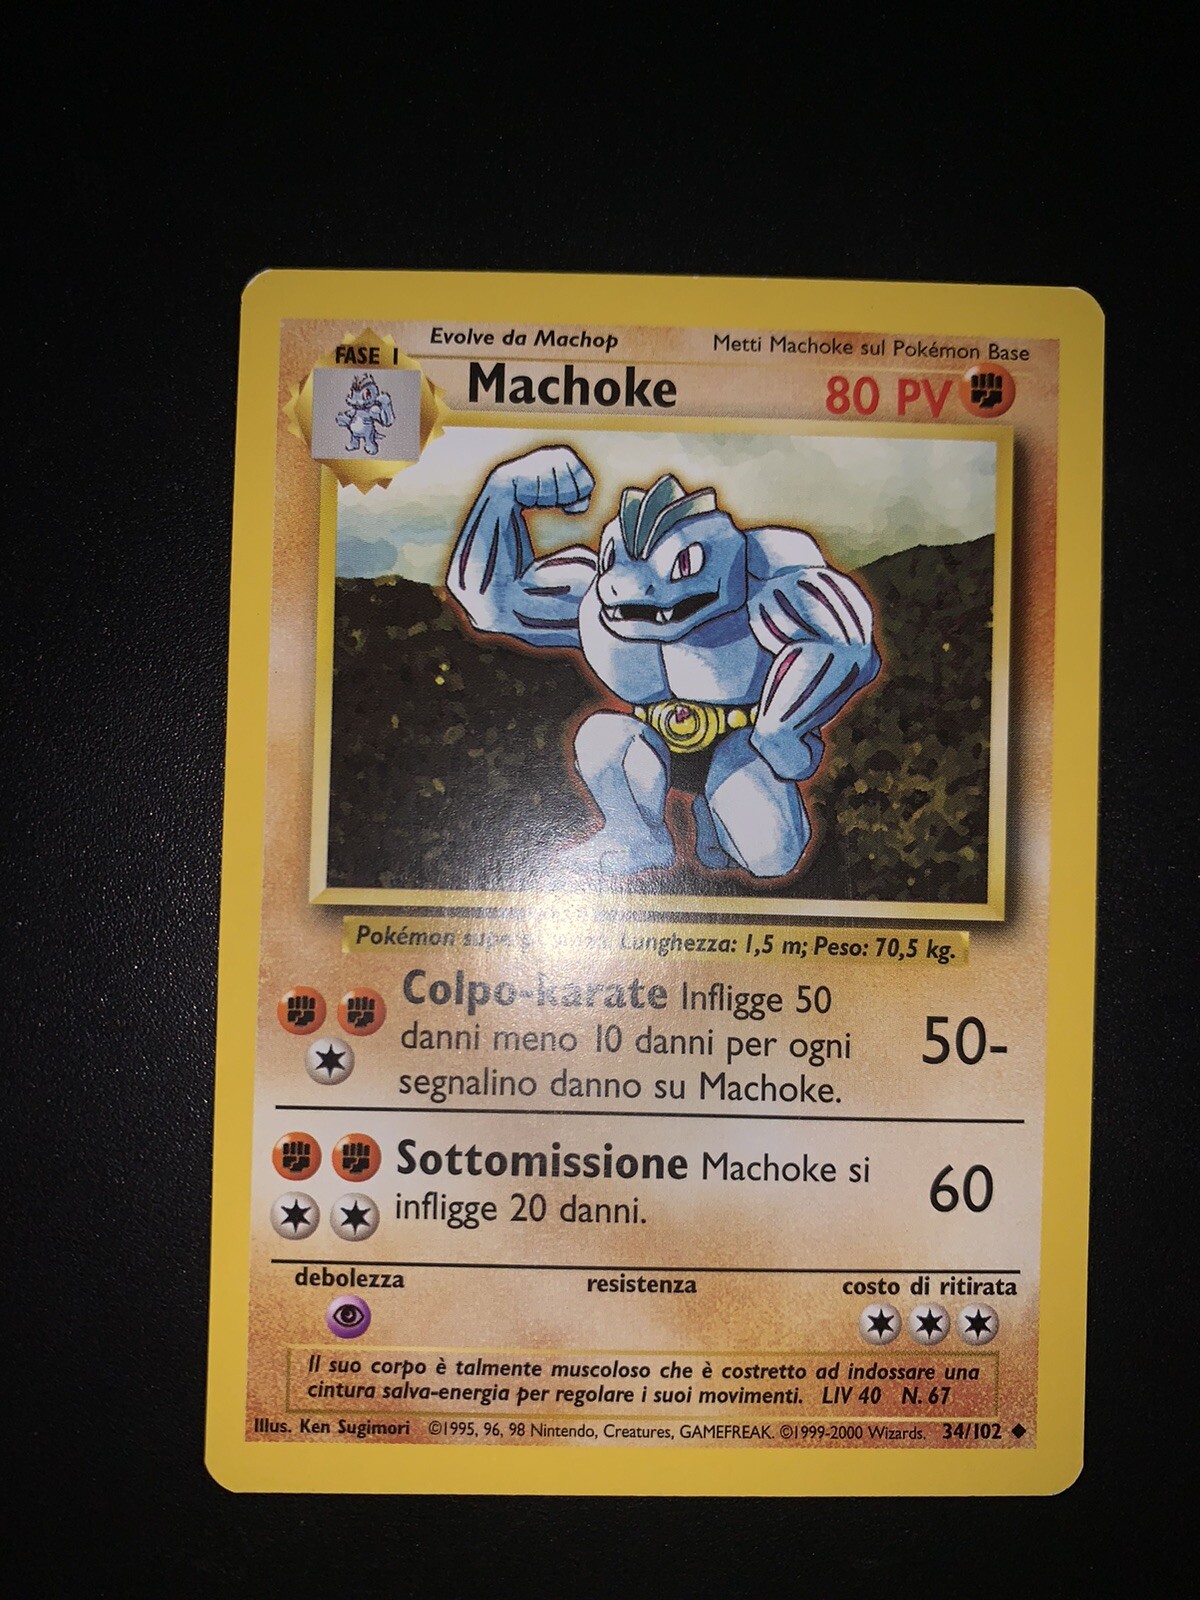 Evolve da Machop
Metti Machoke sul Pokémon Base
FASE 1
Machoke
80 PV
Pokémon Lunghezza: 1,5 m; Peso: 70,5 kg.
Colpo-karate Infligge 50
danni meno 10 danni per ogni
segnalino danno su Machoke.
50-
Sottomissione Machoke si
infligge 20 danni.
60
debolezza
resistenza
costo di ritirata
Il suo corpo è talmente muscoloso che è costretto ad indossare una
cintura salva-energia per regolare i suoi movimenti. LIV 40 N. 67
Illus. Ken Sugimori ©1995, 96, 98 Nintendo, Creatures, GAMEFREAK. ©1999-2000 Wizards. 34/102